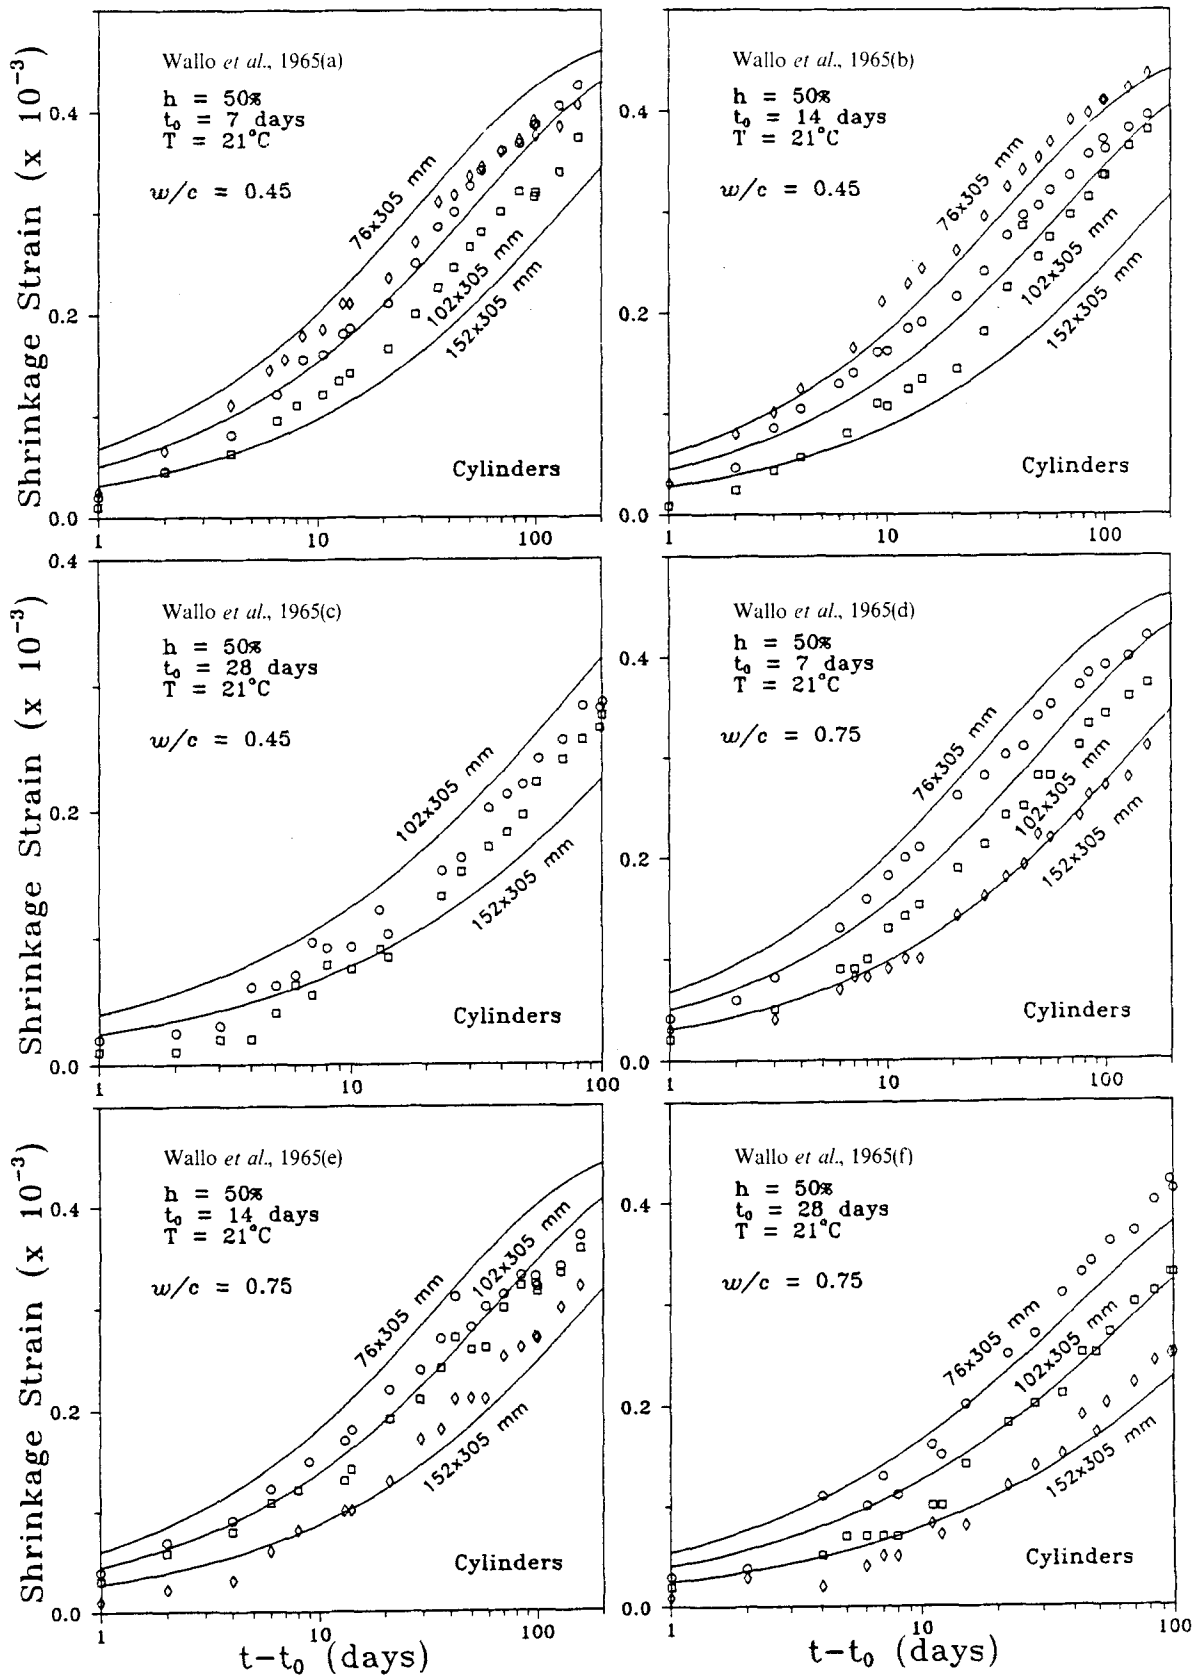 Shrinkage Strain (x 10⁻³)
Wallo et al., 1965(a)
h = 50%
t₀ = 7 days
T = 21°C
w/c = 0.45
76x305 mm
102x305 mm
152x305 mm
Cylinders
0.4
0.2
0.0
1
10
100
Wallo et al., 1965(b)
h = 50%
t₀ = 14 days
T = 21°C
w/c = 0.45
76x305 mm
102x305 mm
152x305 mm
Cylinders
0.4
0.2
0.0
1
10
100
Shrinkage Strain (x 10⁻³)
Wallo et al., 1965(c)
h = 50%
t₀ = 28 days
T = 21°C
w/c = 0.45
102x305 mm
152x305 mm
Cylinders
0.4
0.2
0.0
1
10
100
Wallo et al., 1965(d)
h = 50%
t₀ = 7 days
T = 21°C
w/c = 0.75
76x305 mm
102x305 mm
152x305 mm
Cylinders
0.4
0.2
0.0
1
10
100
Shrinkage Strain (x 10⁻³)
Wallo et al., 1965(e)
h = 50%
t₀ = 14 days
T = 21°C
w/c = 0.75
76x305 mm
102x305 mm
152x305 mm
Cylinders
0.4
0.2
0.0
1
10
100
t-t₀ (days)
Wallo et al., 1965(f)
h = 50%
t₀ = 28 days
T = 21°C
w/c = 0.75
76x305 mm
102x305 mm
152x305 mm
Cylinders
0.4
0.2
0.0
1
10
100
t-t₀ (days)